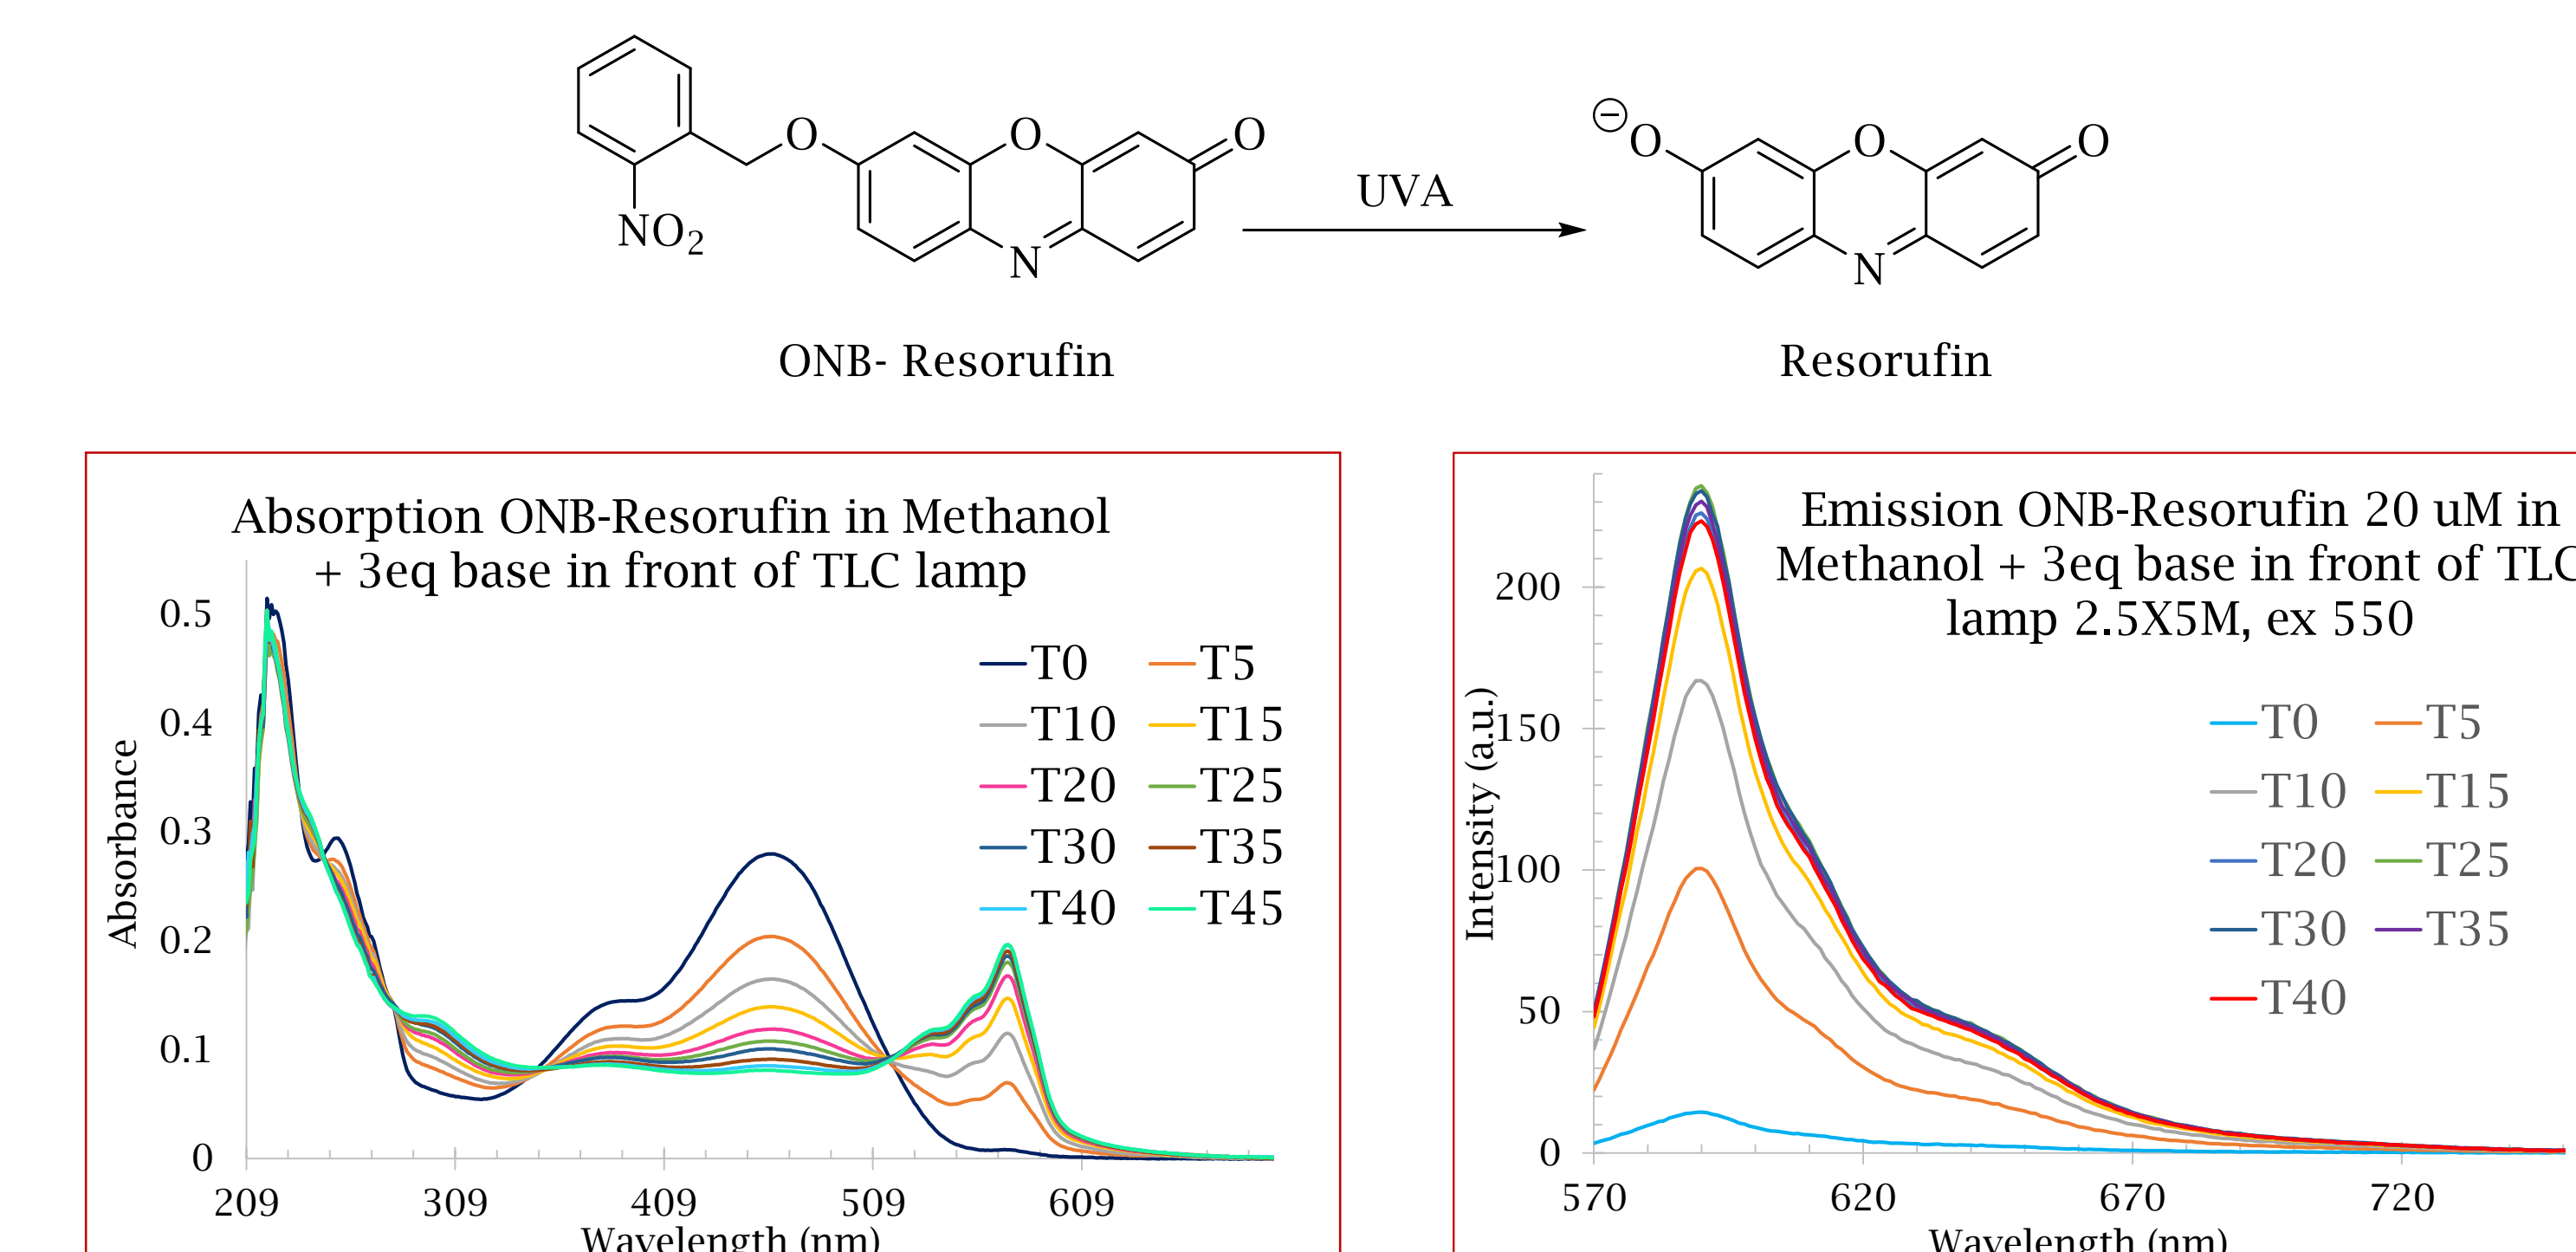 O
O
O
N
NO2
UVA
⊖
O
O
O
N
ONB- Resorufin
Resorufin
Absorption ONB-Resorufin in Methanol
+ 3eq base in front of TLC lamp
Absorbance
0.5
0.4
0.3
0.2
0.1
0
T0
T5
T10
T15
T20
T25
T30
T35
T40
T45
209
309
409
509
609
Wavelength (nm)
Emission ONB-Resorufin 20 uM in
Methanol + 3eq base in front of TLC
lamp 2.5X5M, ex 550
Intensity (a.u.)
200
150
100
50
0
T0
T5
T10
T15
T20
T25
T30
T35
T40
570
620
670
720
Wavelength (nm)